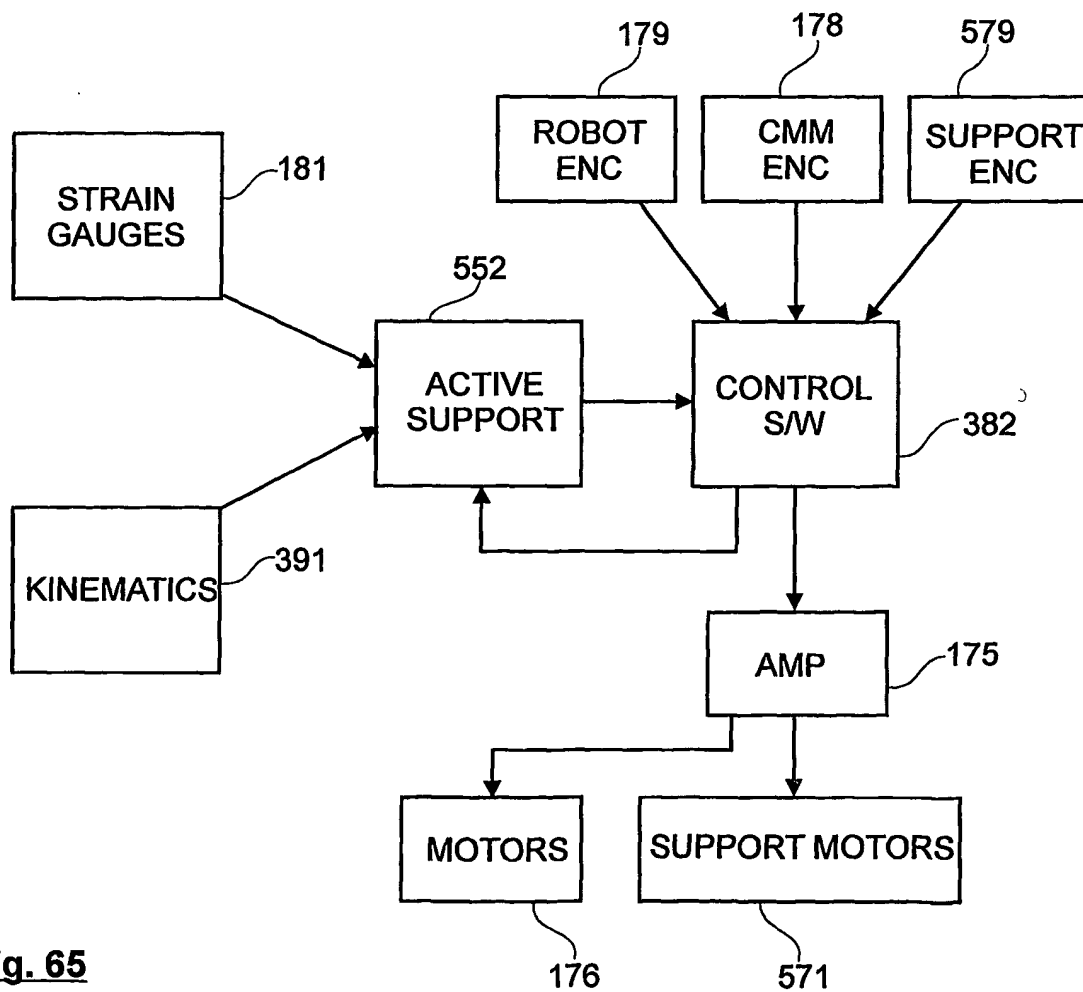 179
178
579
ROBOT
ENC
CMM
ENC
SUPPORT
ENC
STRAIN
GAUGES
181
552
ACTIVE
SUPPORT
CONTROL
S/W
382
KINEMATICS
391
AMP
175
MOTORS
SUPPORT MOTORS
176
571
g. 65